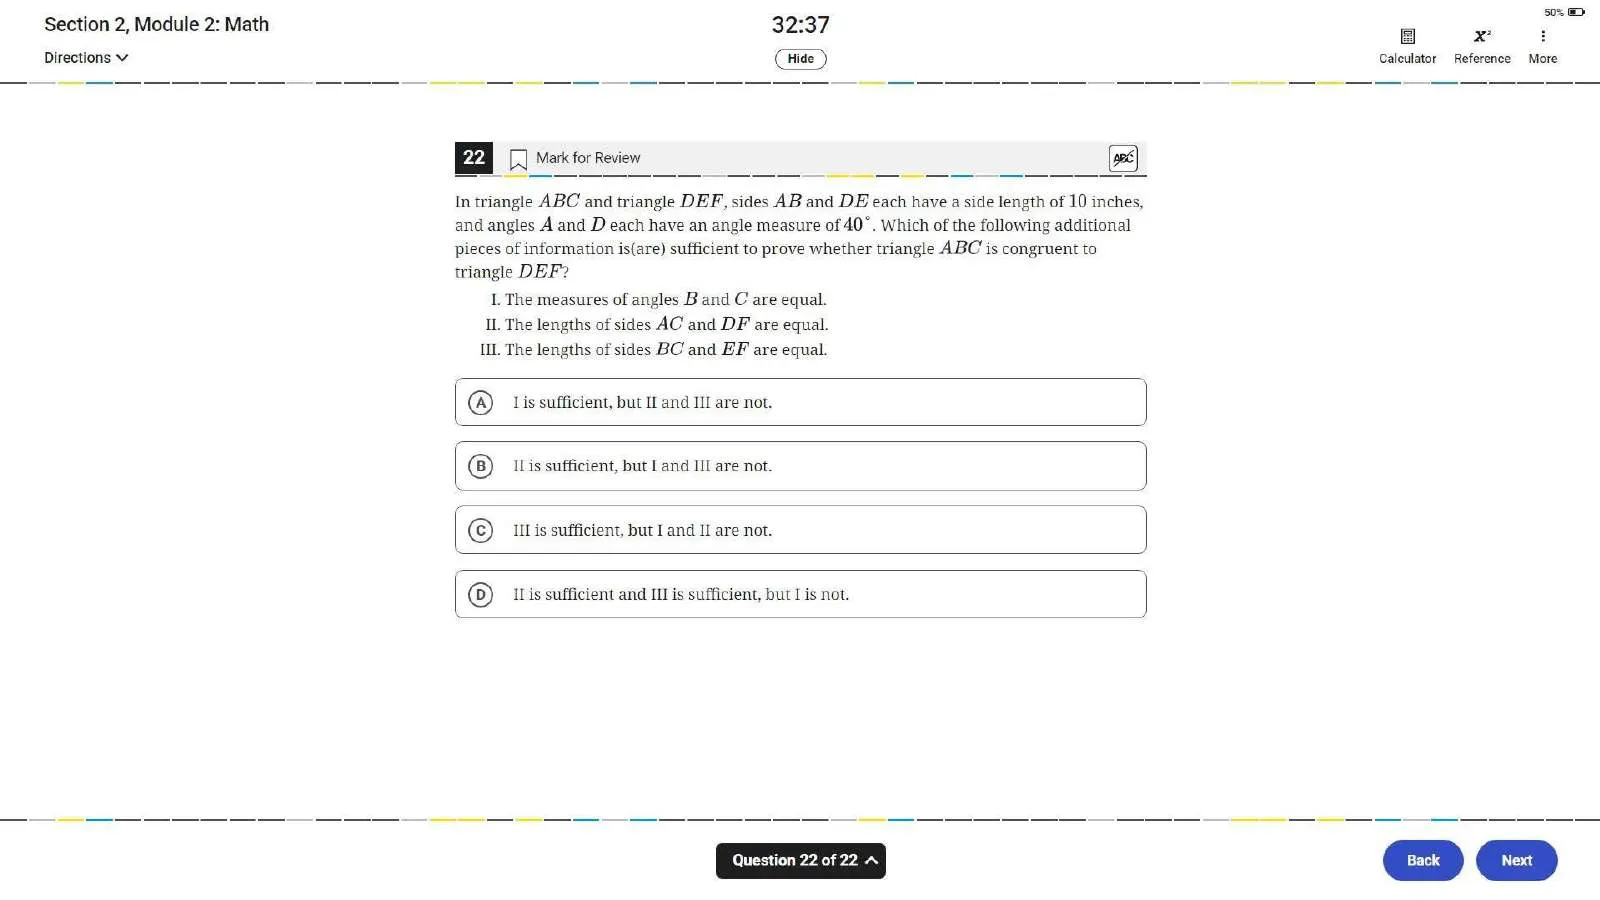 50%
Section 2, Module 2: Math
32:37
Directions
Hide
Calculator
x²
Reference
More
22
Mark for Review
ABC
In triangle ABC and triangle DEF, sides AB and DE each have a side length of 10 inches,
and angles A and D each have an angle measure of 40°. Which of the following additional
pieces of information is(are) sufficient to prove whether triangle ABC is congruent to
triangle DEF?
I. The measures of angles B and C are equal.
II. The lengths of sides AC and DF are equal.
III. The lengths of sides BC and EF are equal.
A I is sufficient, but II and III are not.
B II is sufficient, but I and III are not.
C III is sufficient, but I and II are not.
D II is sufficient and III is sufficient, but I is not.
Question 22 of 22
Back
Next